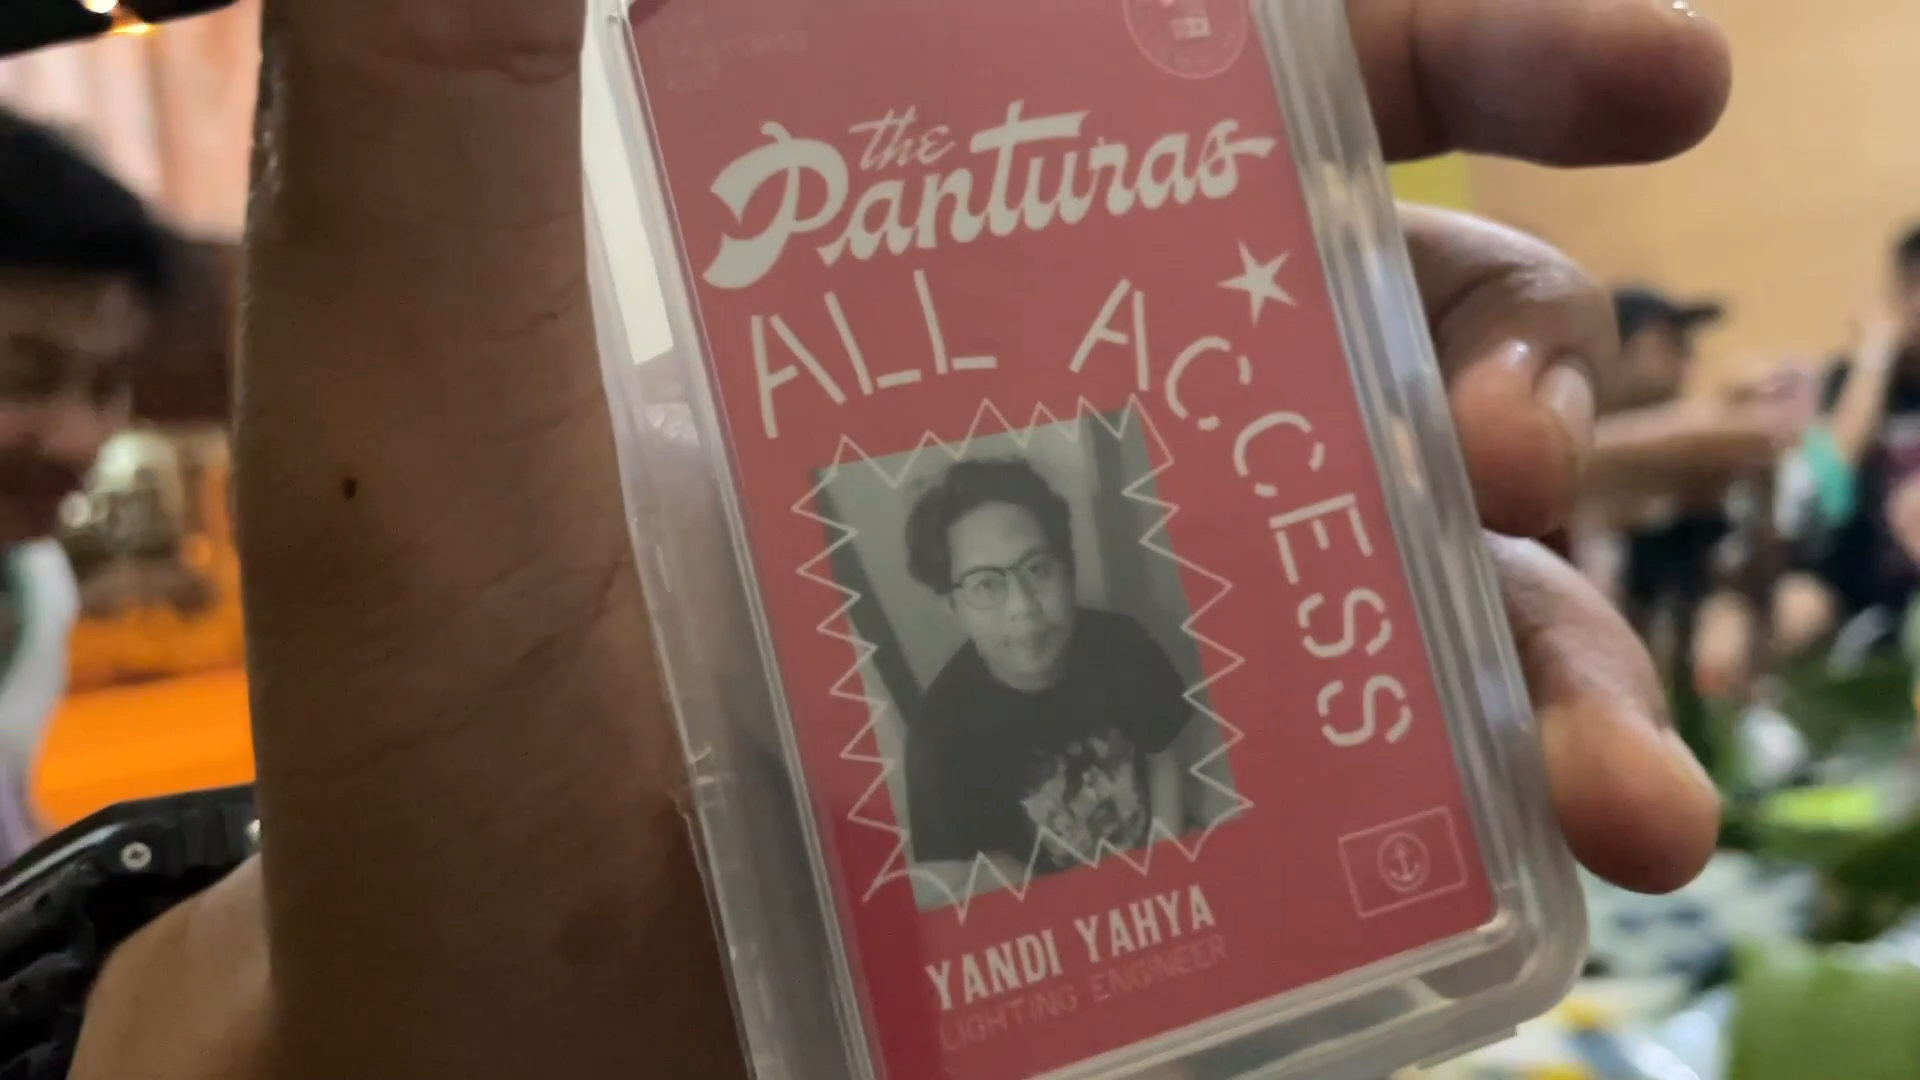 the
Panturas
ALL ACCESS
YANDI YAHYA
LIGHTING ENGINEER